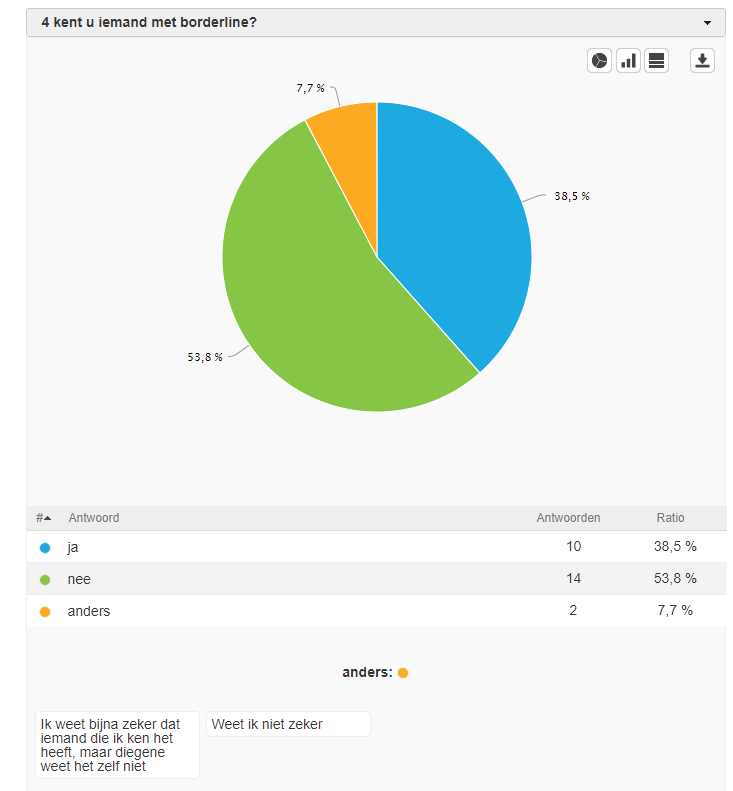 4 kent u iemand met borderline?
7,7 %
38,5 %
53,8 %
# Antwoord Antwoorden Ratio
ja 10 38,5 %
nee 14 53,8 %
anders 2 7,7 %
anders:
Ik weet bijna zeker dat
iemand die ik ken het
heeft, maar diegene
weet het zelf niet
Weet ik niet zeker